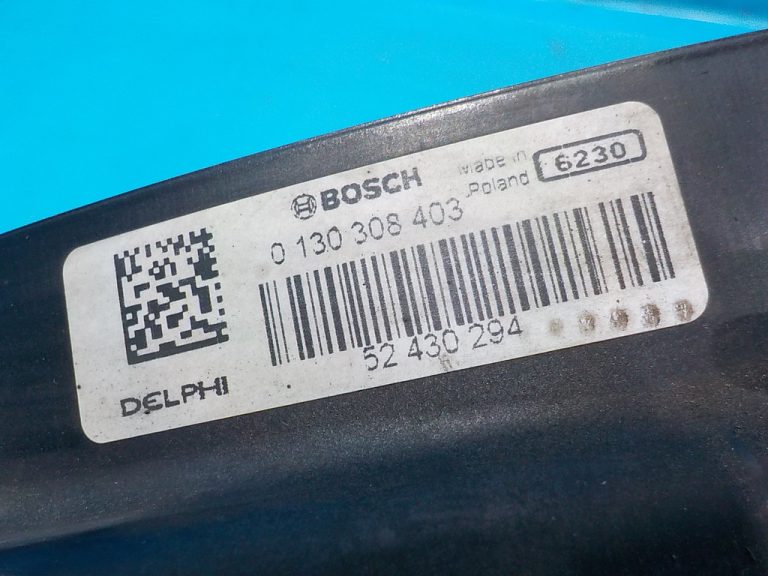 BOSCH
Made in
Poland
6230
0 130 308 403
52 430 294
DELPHI